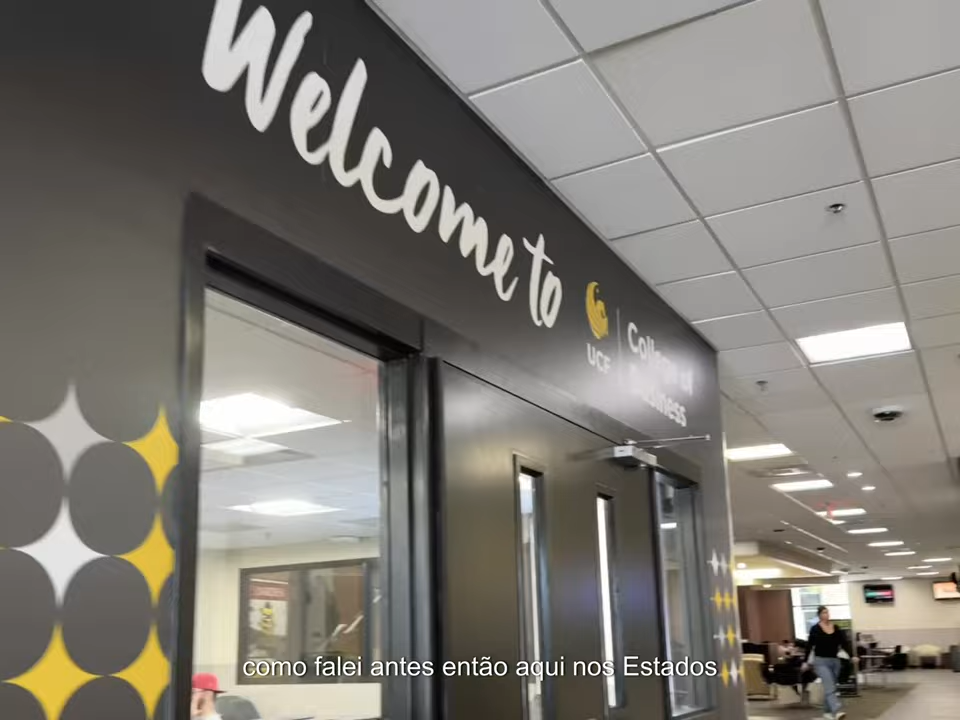 Welcome to
UCF
College of
Business
como falei antes então aqui nos Estados